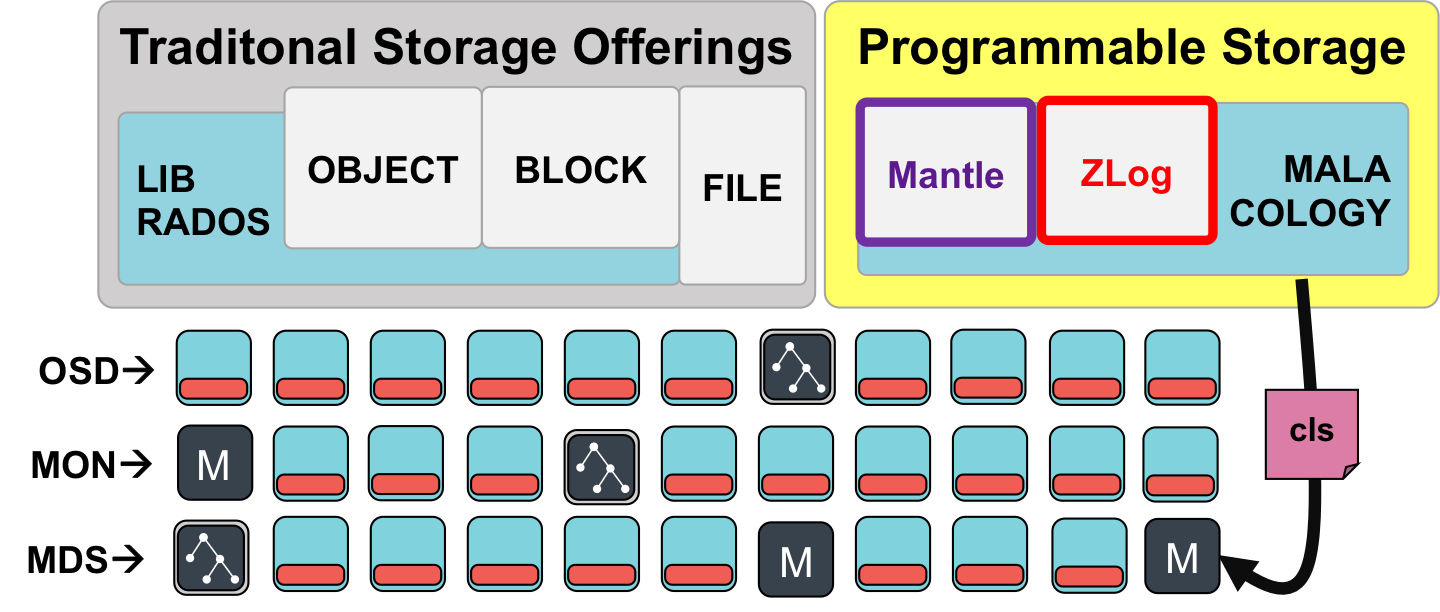 Traditonal Storage Offerings
Programmable Storage
LIB
RADOS
OBJECT
BLOCK
FILE
Mantle
ZLog
MALA
COLOGY
OSD→
MON→
M
cls
MDS→
M
M